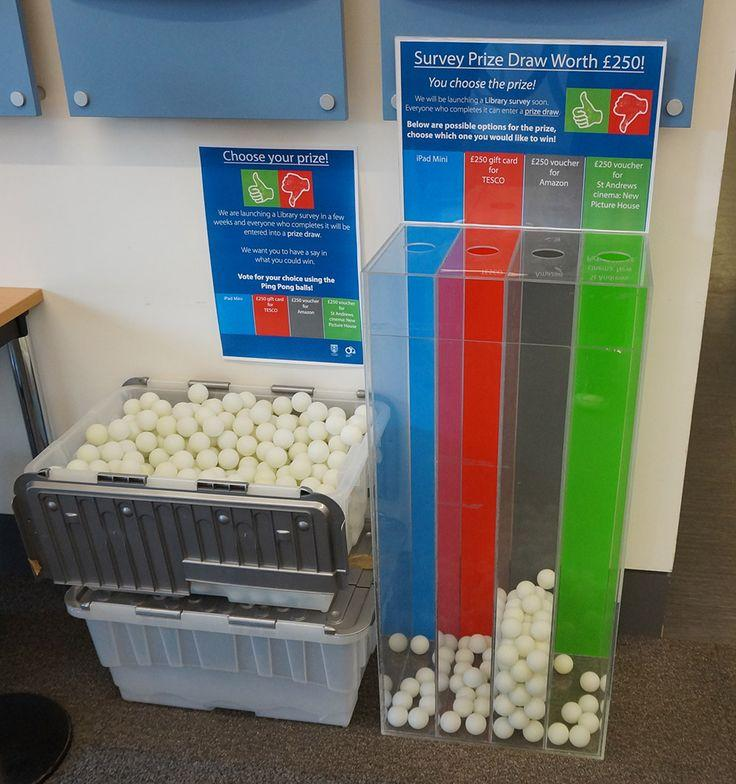 Survey Prize Draw Worth £250!
You choose the prize!
We will be launching a Library survey soon.
Everyone who completes it can enter a prize draw.
Below are possible options for the prize,
choose which one you would like to win!
iPad Mini
£250 gift card
for
TESCO
£250 voucher
for
Amazon
£250 voucher
for
St Andrews
cinema: New
Picture House
Choose your prize!
We are launching a Library survey in a few
weeks and everyone who completes it will be
entered into a prize draw.
We want you to have a say in
what you could win.
Vote for your choice using the
Ping Pong balls!
iPad Mini
£250 gift card
for
TESCO
£250 voucher
for
Amazon
£250 voucher
for
St Andrews
cinema: New
Picture House